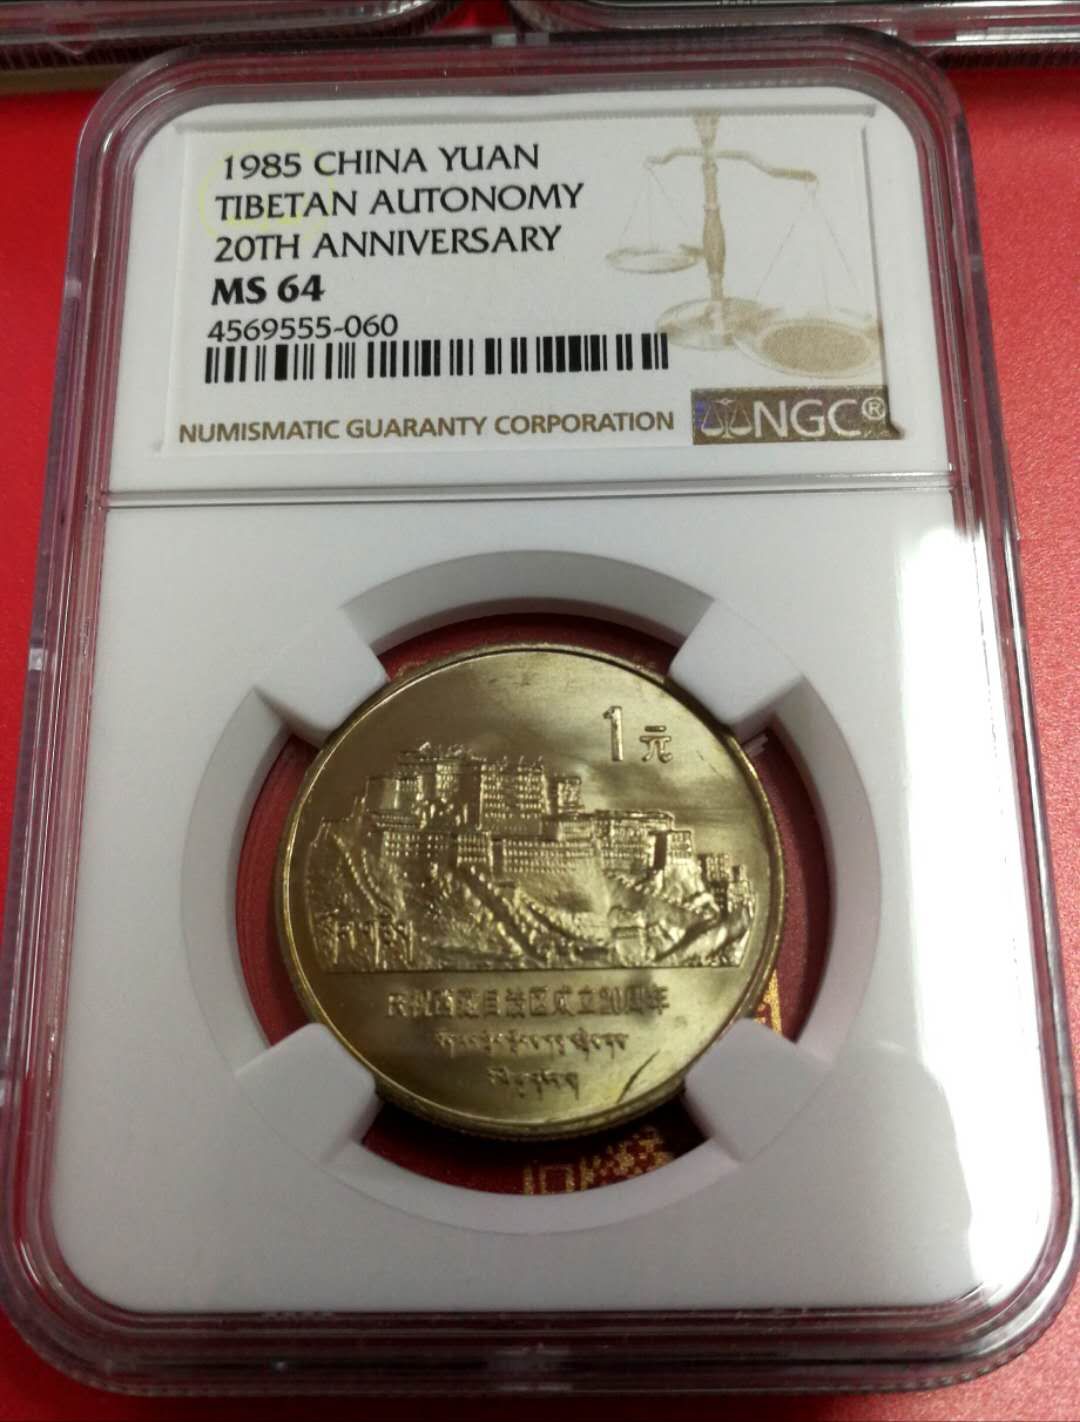 1985 CHINA YUAN
TIBETAN AUTONOMY
20TH ANNIVERSARY
MS 64
4569555-060
NUMISMATIC GUARANTY CORPORATION
NGC®
1元
庆祝西藏自治区成立20周年